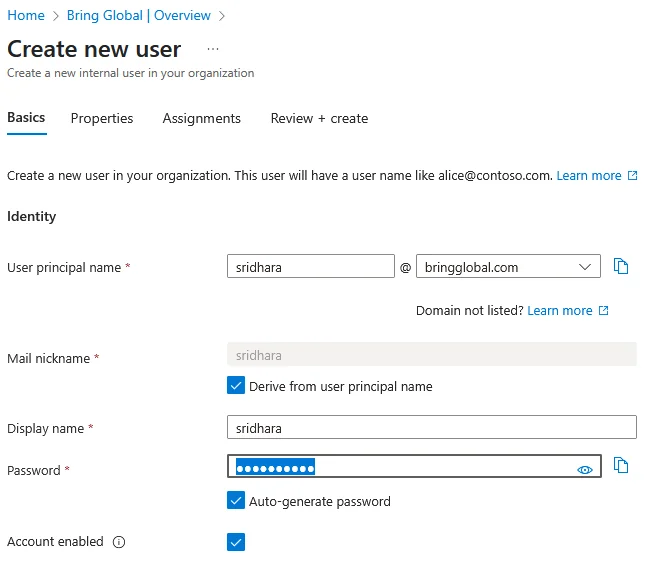 Home > Bring Global | Overview >
Create new user ...
Create a new internal user in your organization
Basics Properties Assignments Review + create
Create a new user in your organization. This user will have a user name like alice@contoso.com. Learn more
Identity
User principal name * sridhara @ bringglobal.com
Domain not listed? Learn more
Mail nickname * sridhara
Derive from user principal name
Display name * sridhara
Password * ●●●●●●●●●●
Auto-generate password
Account enabled